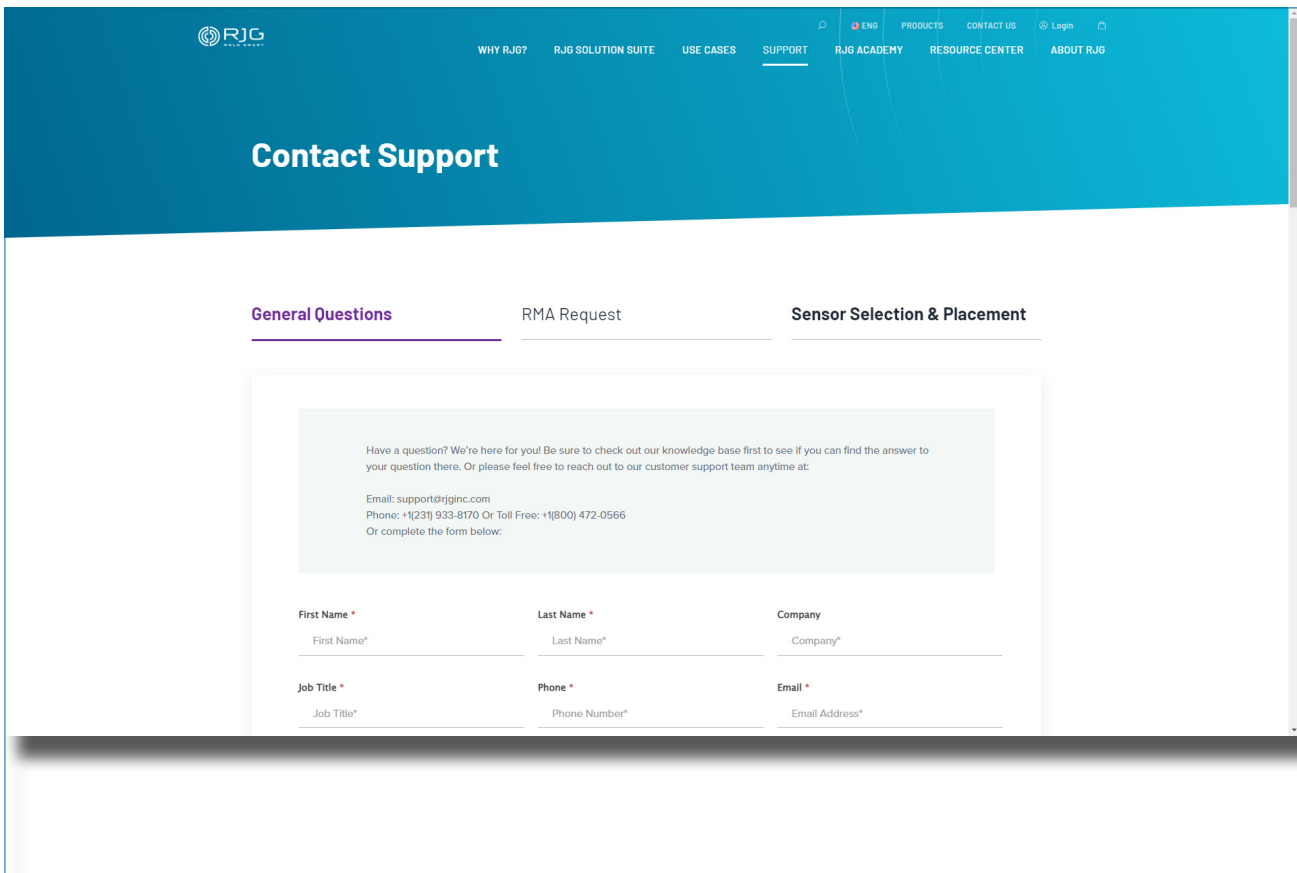 RJG
MOLD SMART
ENG PRODUCTS CONTACT US Login
WHY RJG? RJG SOLUTION SUITE USE CASES SUPPORT RJG ACADEMY RESOURCE CENTER ABOUT RJG
Contact Support
General Questions RMA Request Sensor Selection & Placement
Have a question? We're here for you! Be sure to check out our knowledge base first to see if you can find the answer to
your question there. Or please feel free to reach out to our customer support team anytime at:
Email: support@rjginc.com
Phone: +1(231) 933-8170 Or Toll Free: +1(800) 472-0566
Or complete the form below:
First Name * Last Name * Company
First Name* Last Name* Company*
Job Title * Phone * Email *
Job Title* Phone Number* Email Address*